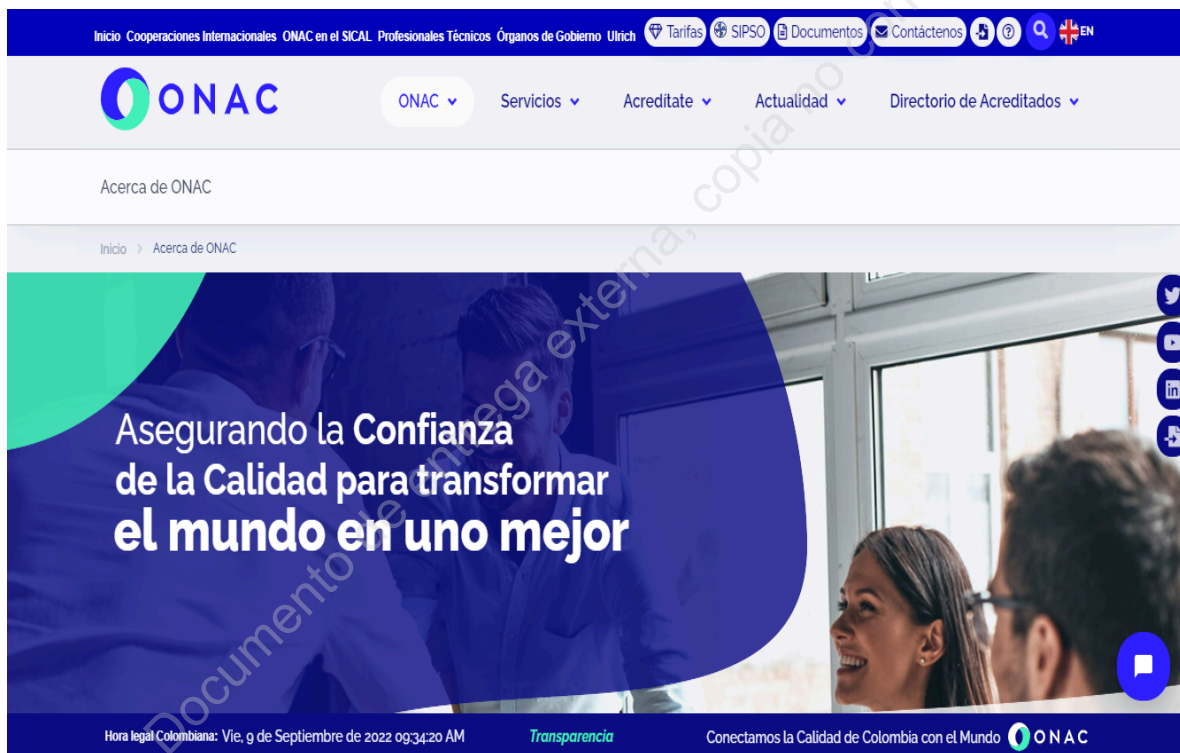 Inicio Cooperaciones Internacionales ONAC en el SICAL Profesionales Técnicos Órganos de Gobierno Ulrich Tarifas SIPSO Documentos Contáctenos EN
ONAC ONAC Servicios Acredítate Actualidad Directorio de Acreditados
Acerca de ONAC
Inicio > Acerca de ONAC
Asegurando la Confianza
de la Calidad para transformar
el mundo en uno mejor
Hora legal Colombiana: Vie, 9 de Septiembre de 2022 09:34:20 AM Transparencia Conectamos la Calidad de Colombia con el Mundo ONAC
Documento de entrega externa, copia no con